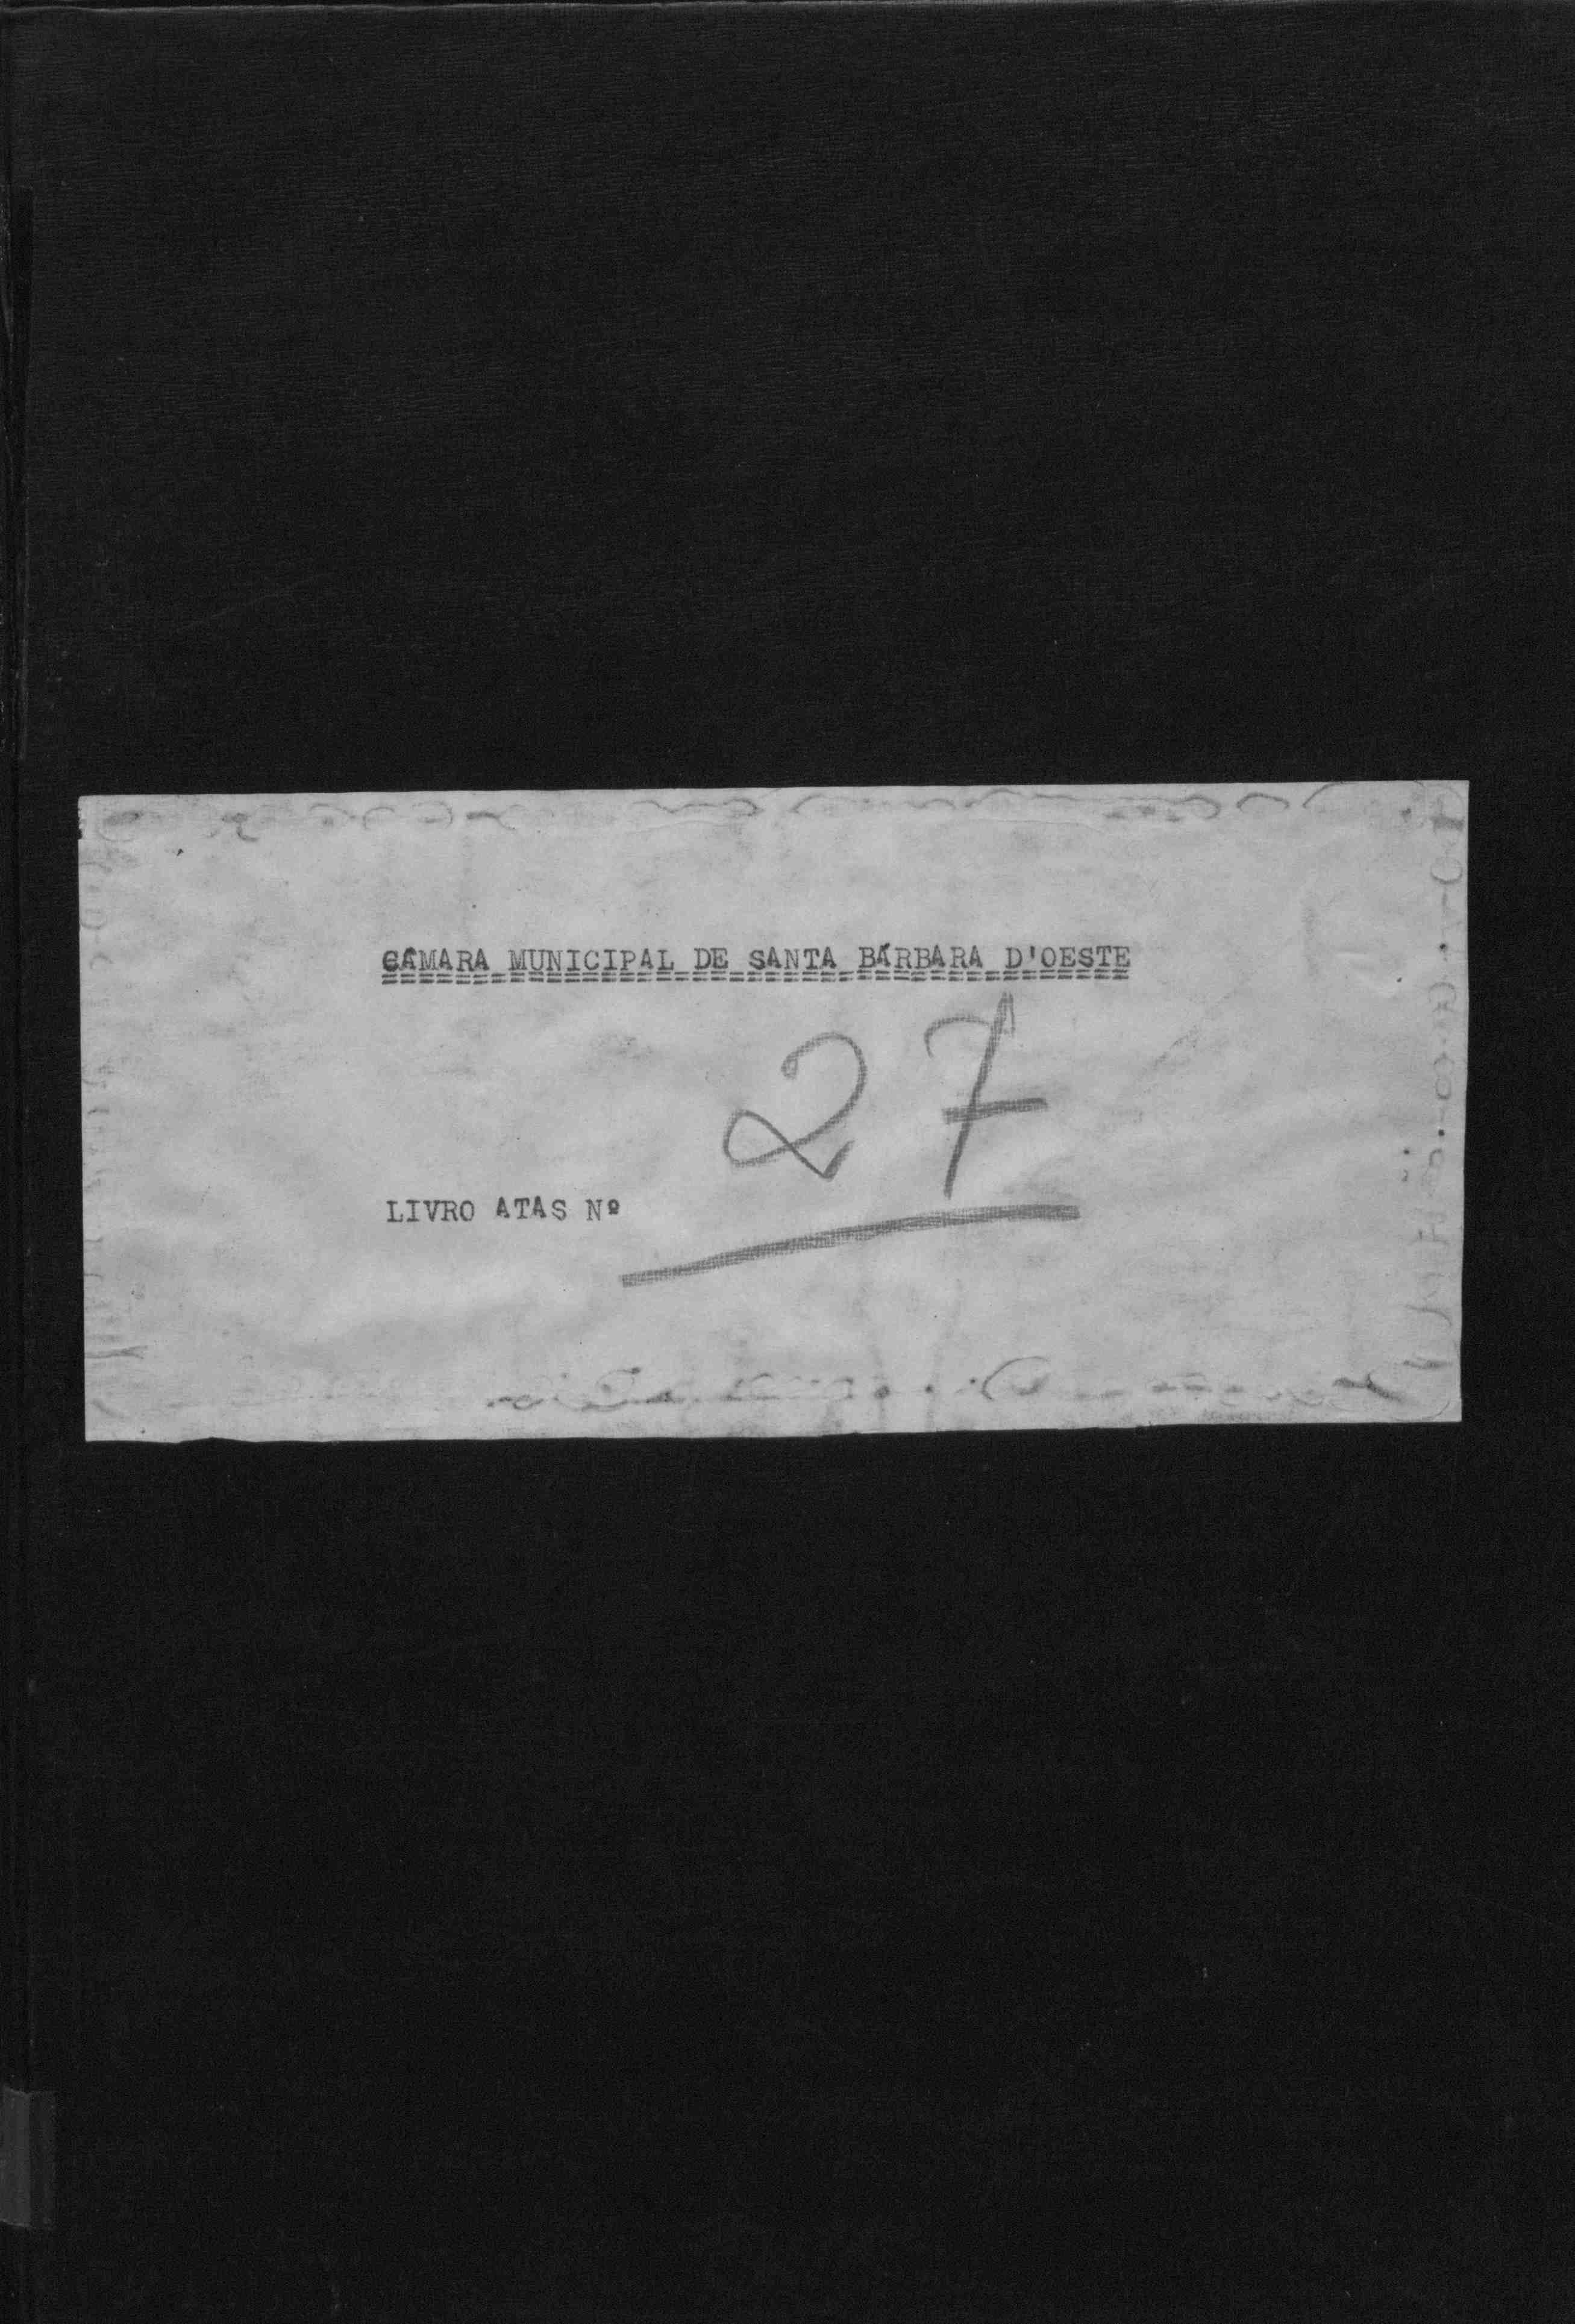 CÂMARA MUNICIPAL DE SANTA BÁRBARA D'OESTE
LIVRO ATAS Nº 27